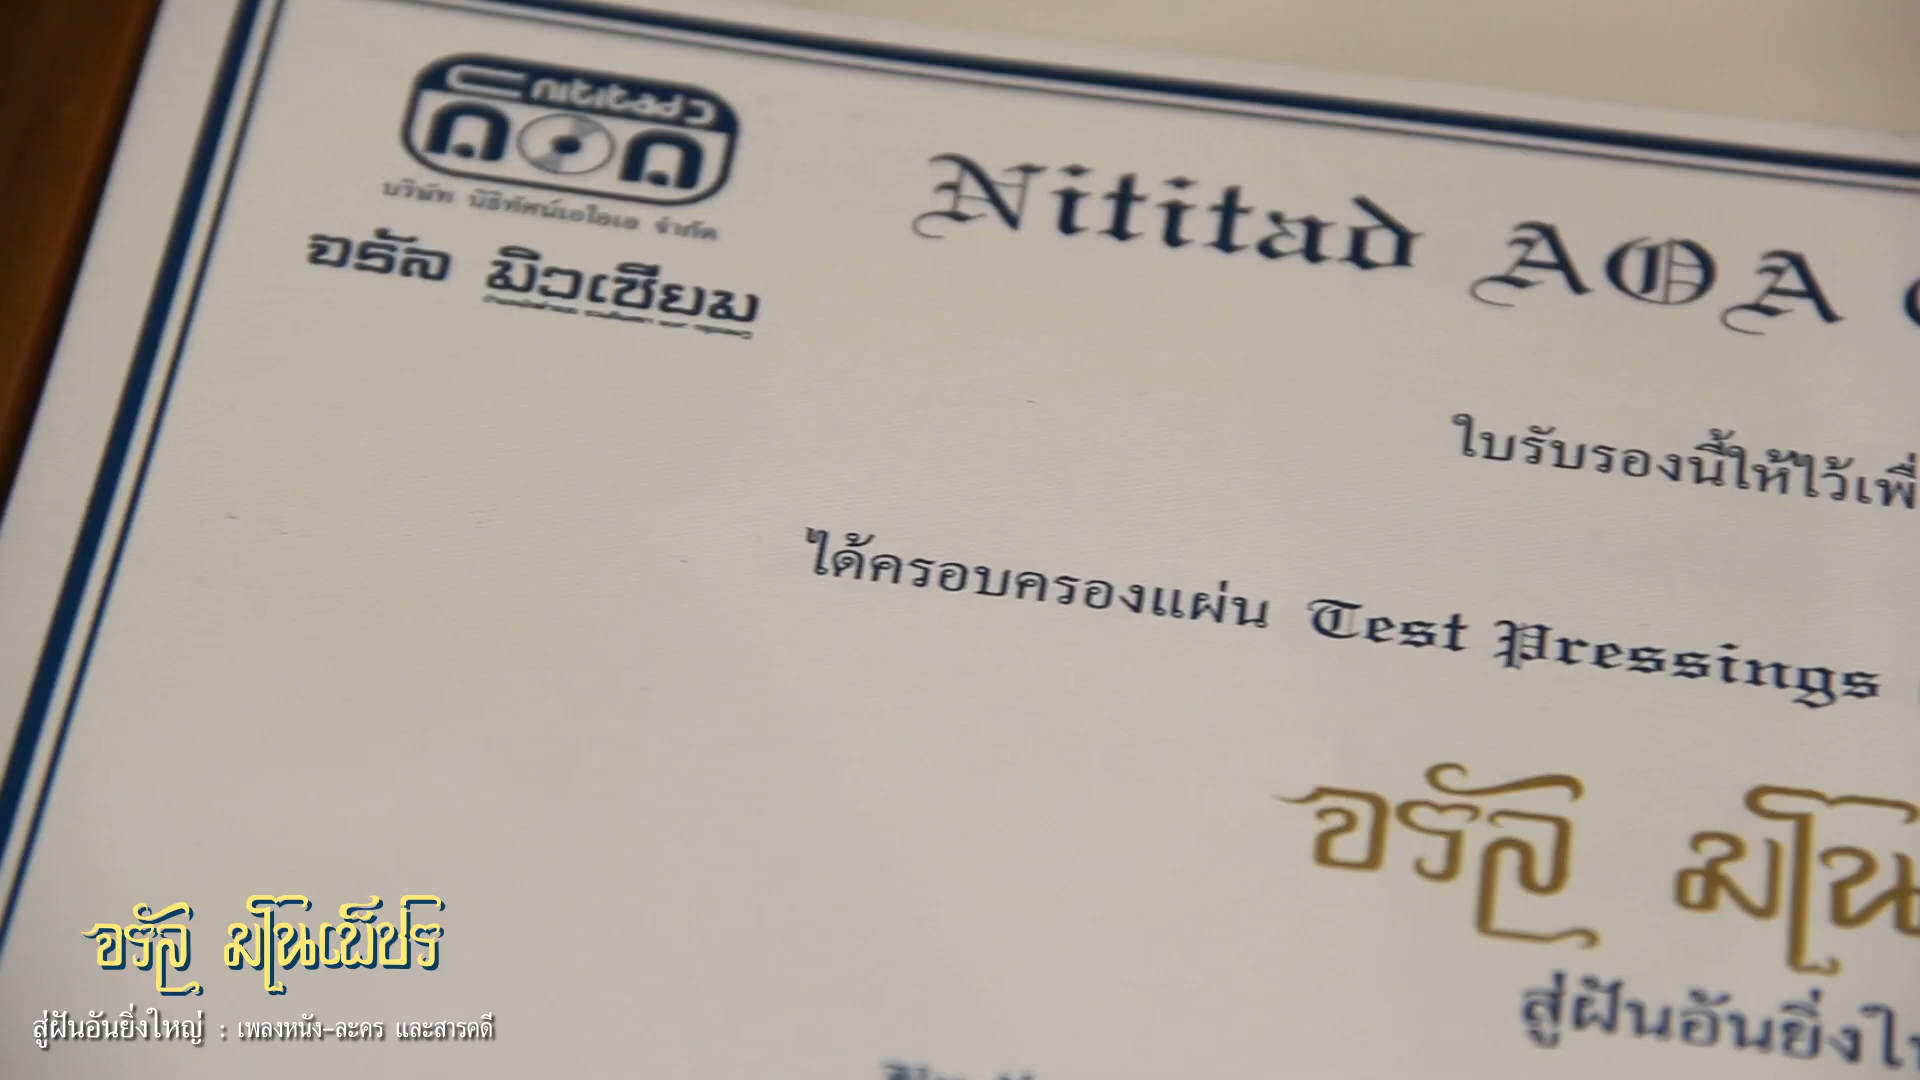 nititad
AOA
บริษัท นิธิทัศน์เอโอเอ จำกัด
จรัล มิวเซียม
Nititad AOA
ใบรับรองนี้ให้ไว้เพื่
ได้ครอบครองแผ่น Test Pressings
จรัล มโน
สู่ฝันอันยิ่งให
จรัล มโนเพ็ชร
สู่ฝันอันยิ่งใหญ่ : เพลงหนัง-ละคร และสารคดี